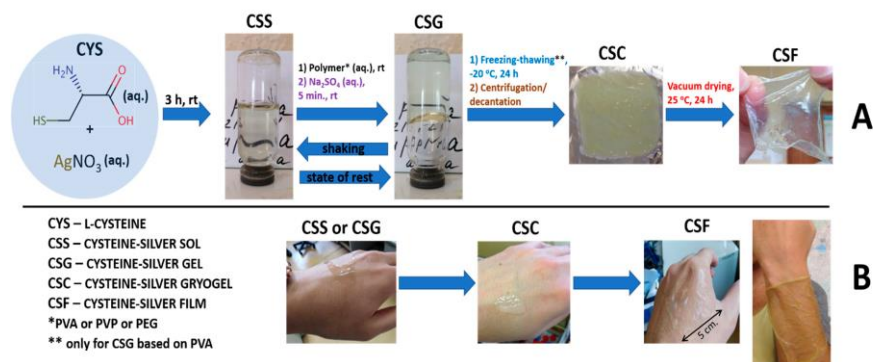 CYS
H₂N
O
(aq.)
HS
OH
+
AgNO₃ (aq.)
3 h, rt
CSS
1) Polymer* (aq.), rt
2) Na₂SO₄ (aq.),
5 min., rt
shaking
state of rest
CSG
1) Freezing-thawing**,
-20 °C, 24 h
2) Centrifugation/
decantation
CSC
Vacuum drying,
25 °C, 24 h
CSF
A
CYS – L-CYSTEINE
CSS – CYSTEINE-SILVER SOL
CSG – CYSTEINE-SILVER GEL
CSC – CYSTEINE-SILVER GRYOGEL
CSF – CYSTEINE-SILVER FILM
*PVA or PVP or PEG
** only for CSG based on PVA
CSS or CSG
CSC
CSF
5 cm.
B